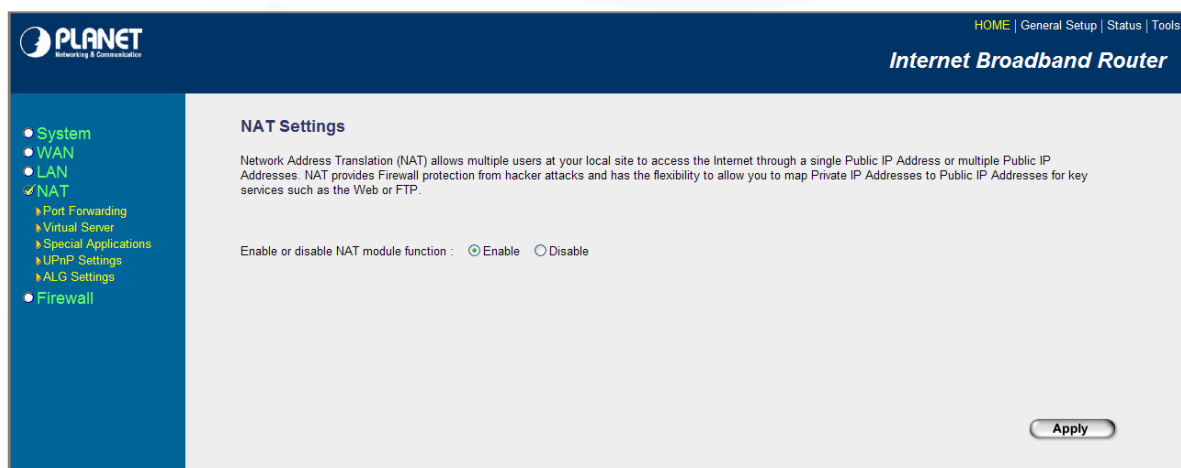 PLANET
Networking & Communication
HOME | General Setup | Status | Tools
Internet Broadband Router
System
WAN
LAN
NAT
Port Forwarding
Virtual Server
Special Applications
UPnP Settings
ALG Settings
Firewall
NAT Settings
Network Address Translation (NAT) allows multiple users at your local site to access the Internet through a single Public IP Address or multiple Public IP
Addresses. NAT provides Firewall protection from hacker attacks and has the flexibility to allow you to map Private IP Addresses to Public IP Addresses for key
services such as the Web or FTP.
Enable or disable NAT module function : Enable Disable
Apply